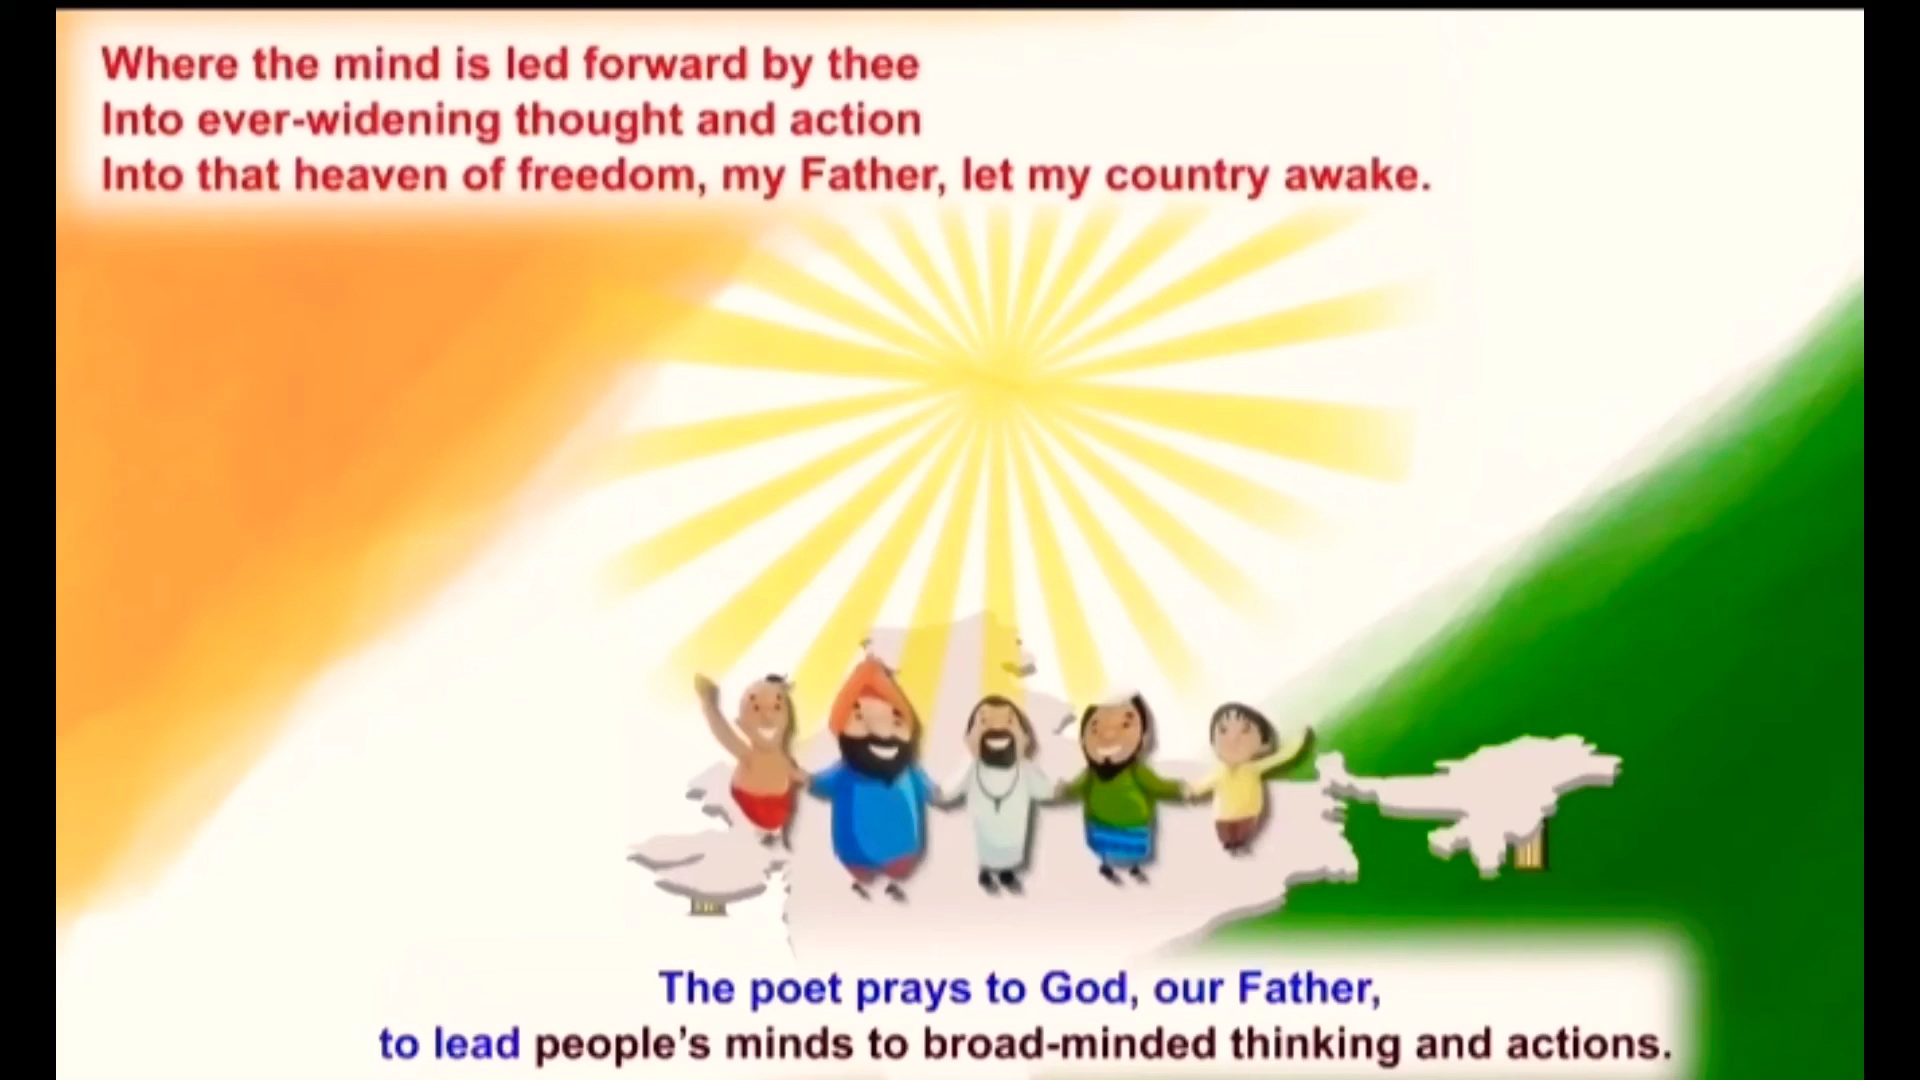 Where the mind is led forward by thee
Into ever-widening thought and action
Into that heaven of freedom, my Father, let my country awake.
The poet prays to God, our Father,
to lead people's minds to broad-minded thinking and actions.